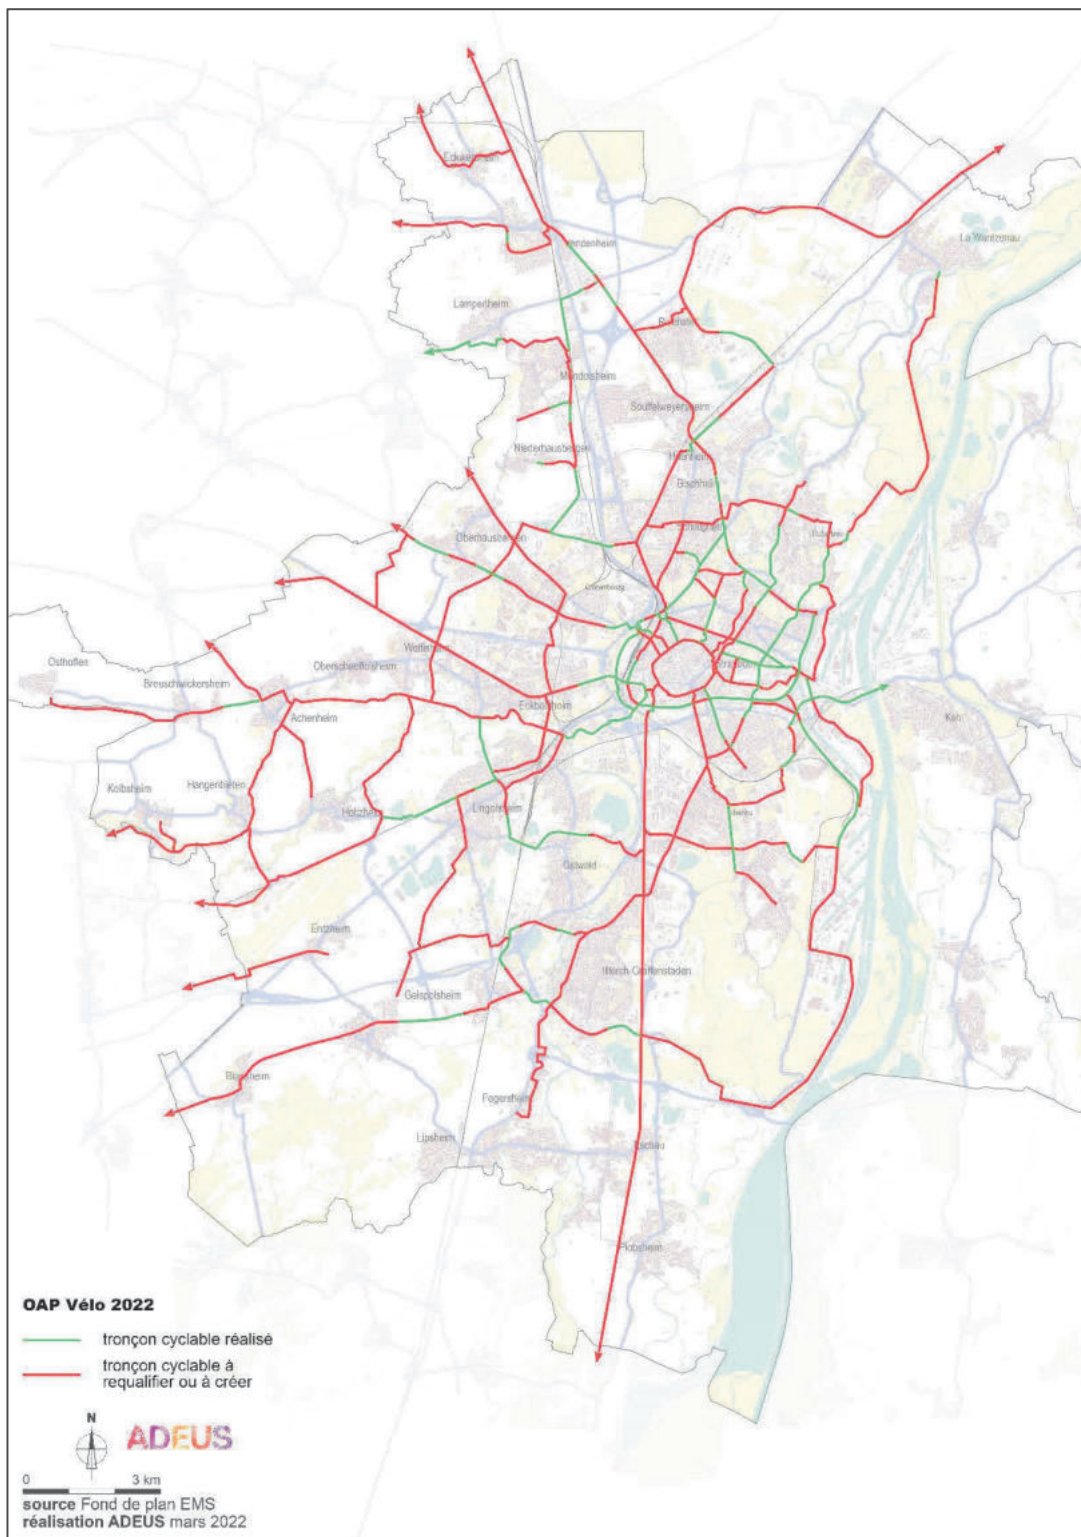 Eckwersheim
Vendenheim
La Wantzenau
Lampertheim
Reichstett
Mundolsheim
Souffelweyersheim
Niederhausbergen
Hoenheim
Bischheim
Schiltigheim
Oberhausbergen
Cronenbourg
Wolfisheim
Osthoffen
Oberschaeffolsheim
Breuschwickersheim
Strasbourg
Eckbolsheim
Achenheim
Kehl
Kolbsheim
Hangenbieten
Holtzheim
Lingolsheim
Ostwald
Entzheim
Illkirch-Graffenstaden
Geispolsheim
Blaesheim
Fegersheim
Lipsheim
Eschau
Plobsheim
OAP Vélo 2022
tronçon cyclable réalisé
tronçon cyclable à
requalifier ou à créer
N
ADEUS
0 3 km
source Fond de plan EMS
réalisation ADEUS mars 2022